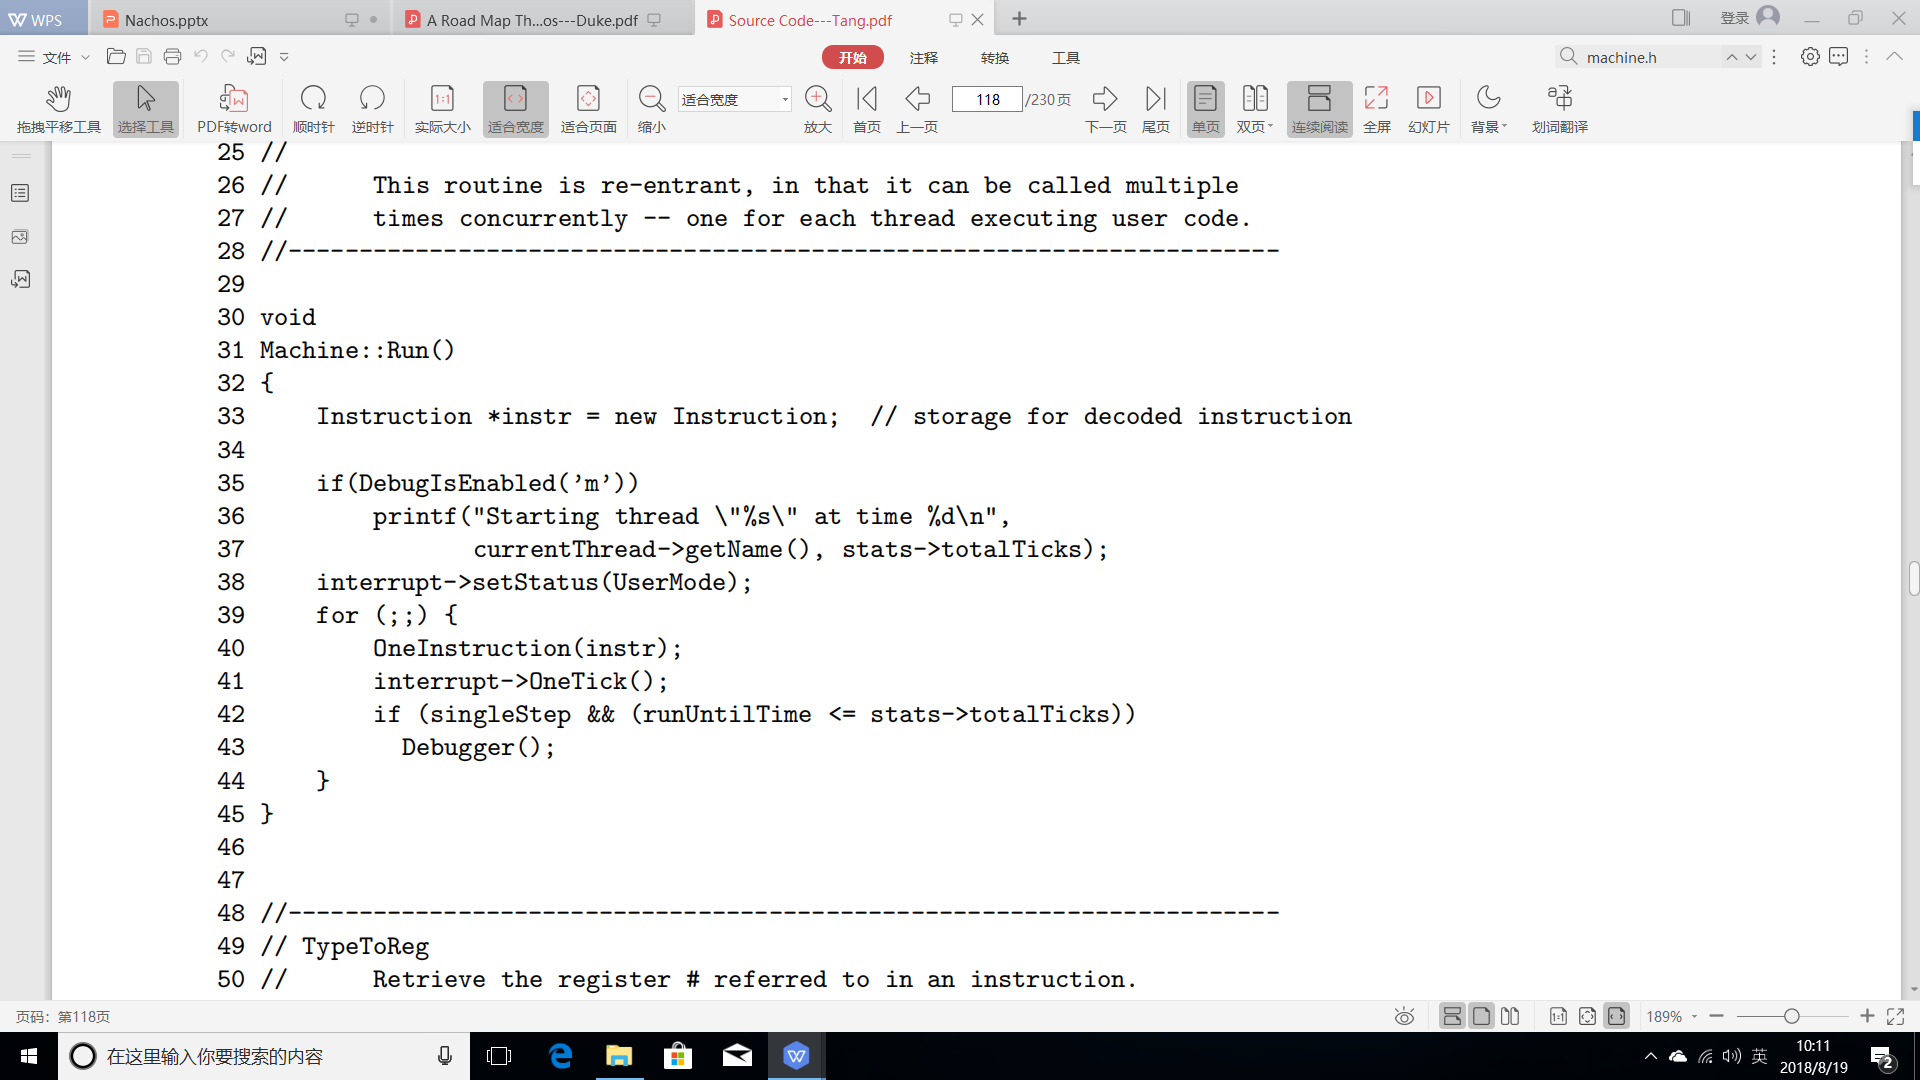 WPS
Nachos.pptx
A Road Map Th...os---Duke.pdf
Source Code---Tang.pdf
登录
文件
开始
注释
转换
工具
machine.h
拖拽平移工具
选择工具
PDF转word
顺时针
逆时针
1:1
实际大小
适合宽度
适合页面
缩小
适合宽度
放大
首页
上一页
118
/230页
下一页
尾页
单页
双页
连续阅读
全屏
幻灯片
背景
划词翻译
25 //
26 // This routine is re-entrant, in that it can be called multiple
27 // times concurrently -- one for each thread executing user code.
28 //----------------------------------------------------------------------
29
30 void
31 Machine::Run()
32 {
33 Instruction *instr = new Instruction; // storage for decoded instruction
34
35 if(DebugIsEnabled(’m’))
36 printf("Starting thread \"%s\" at time %d\n",
37 currentThread->getName(), stats->totalTicks);
38 interrupt->setStatus(UserMode);
39 for (;;) {
40 OneInstruction(instr);
41 interrupt->OneTick();
42 if (singleStep && (runUntilTime <= stats->totalTicks))
43 Debugger();
44 }
45 }
46
47
48 //----------------------------------------------------------------------
49 // TypeToReg
50 // Retrieve the register # referred to in an instruction.
页码: 第118页
1:1
189%
在这里输入你要搜索的内容
英
10:11
2018/8/19
2